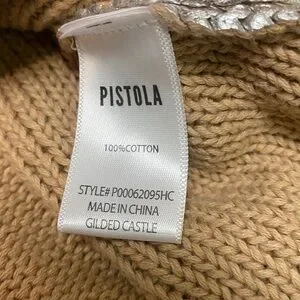 PISTOLA
100%COTTON
STYLE# P00062095HC
MADE IN CHINA
GILDED CASTLE